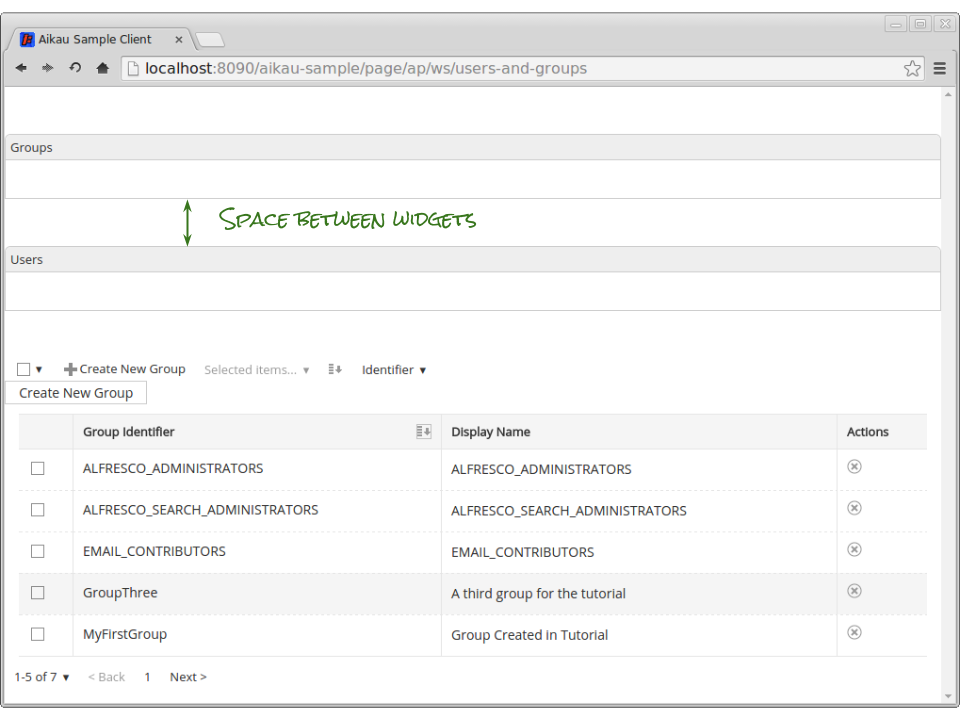 Aikau Sample Client
localhost:8090/aikau-sample/page/ap/ws/users-and-groups
Groups
Space between widgets
Users
Create New Group Selected items... Identifier
Create New Group
Group Identifier Display Name Actions
ALFRESCO_ADMINISTRATORS ALFRESCO_ADMINISTRATORS
ALFRESCO_SEARCH_ADMINISTRATORS ALFRESCO_SEARCH_ADMINISTRATORS
EMAIL_CONTRIBUTORS EMAIL_CONTRIBUTORS
GroupThree A third group for the tutorial
MyFirstGroup Group Created in Tutorial
1-5 of 7 < Back 1 Next >